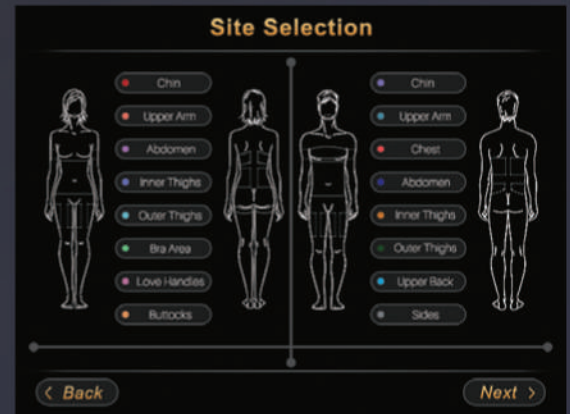 Site Selection
Chin
Upper Arm
Abdomen
Inner Thighs
Outer Thighs
Bra Area
Love Handles
Buttocks
Chin
Upper Arm
Chest
Abdomen
Inner Thighs
Outer Thighs
Upper Back
Sides
< Back
Next >